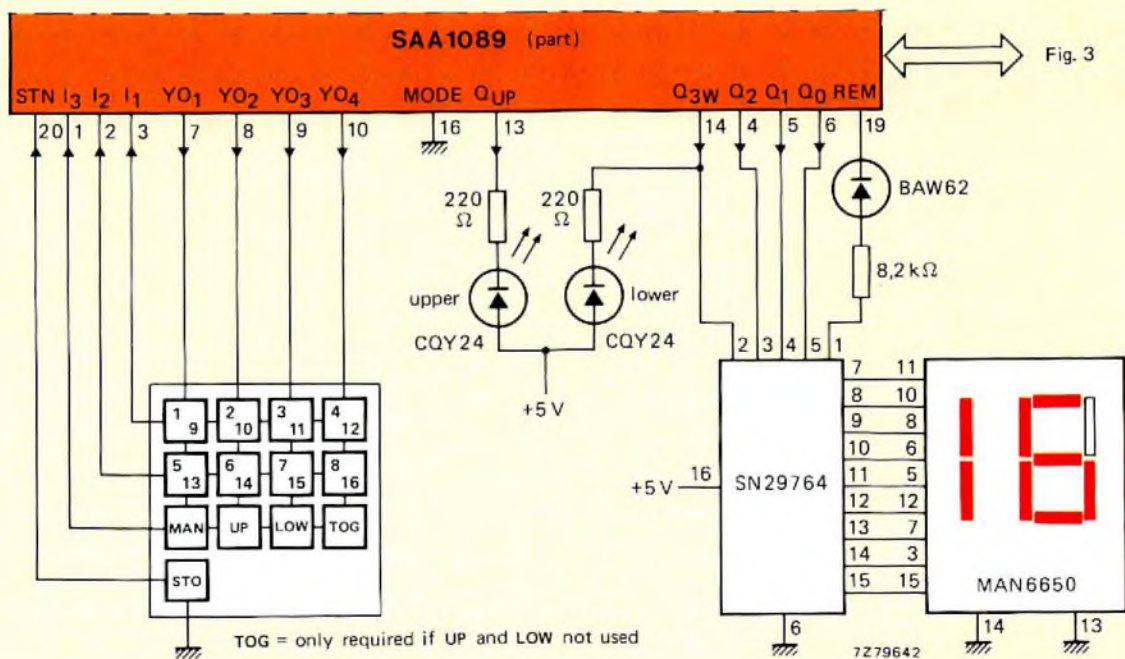 SAA1089 (part)
Fig. 3
STN I3 I2 I1 YO1 YO2 YO3 YO4 MODE QUP Q3W Q2 Q1 Q0 REM
20 1 2 3 7 8 9 10 16 13 14 4 5 6 19
BAW62
220 Ω
220 Ω
8,2 kΩ
upper
lower
CQY24
CQY24
+5 V
2 3 4 5 1
1 9
2 10
3 11
4 12
5 13
6 14
7 15
8 16
MAN UP LOW TOG
STO
7 11
8 10
9 8
10 6
11 5
12 12
13 7
14 3
15 15
+5V 16
SN29764
MAN6650
6
14
13
TOG = only required if UP and LOW not used
7Z79642